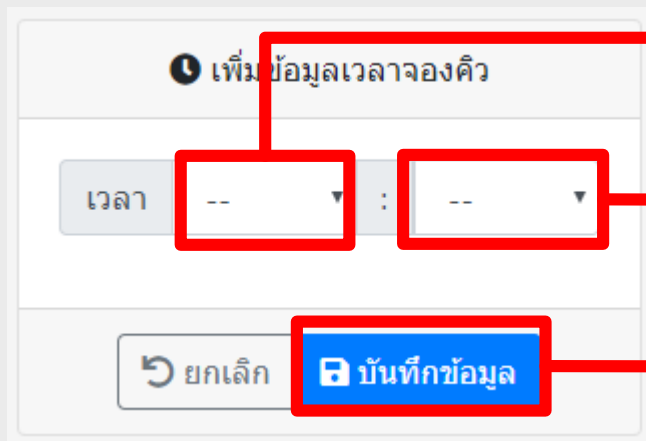 เพิ่มข้อมูลเวลาจองคิว
เวลา -- : --
ยกเลิก บันทึกข้อมูล